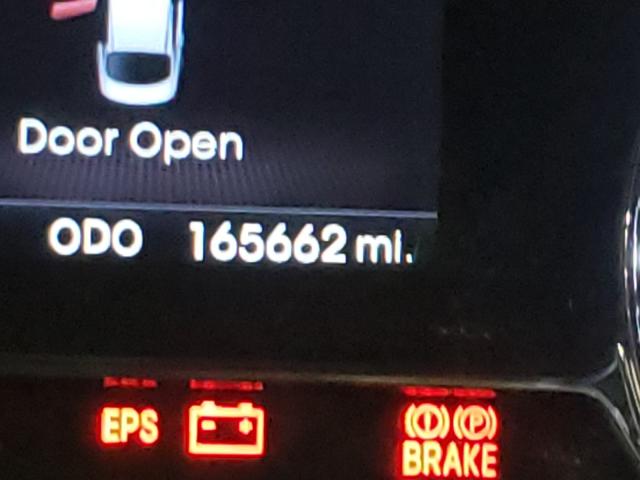 Door Open
ODO 165662 mi.
EPS
BRAKE